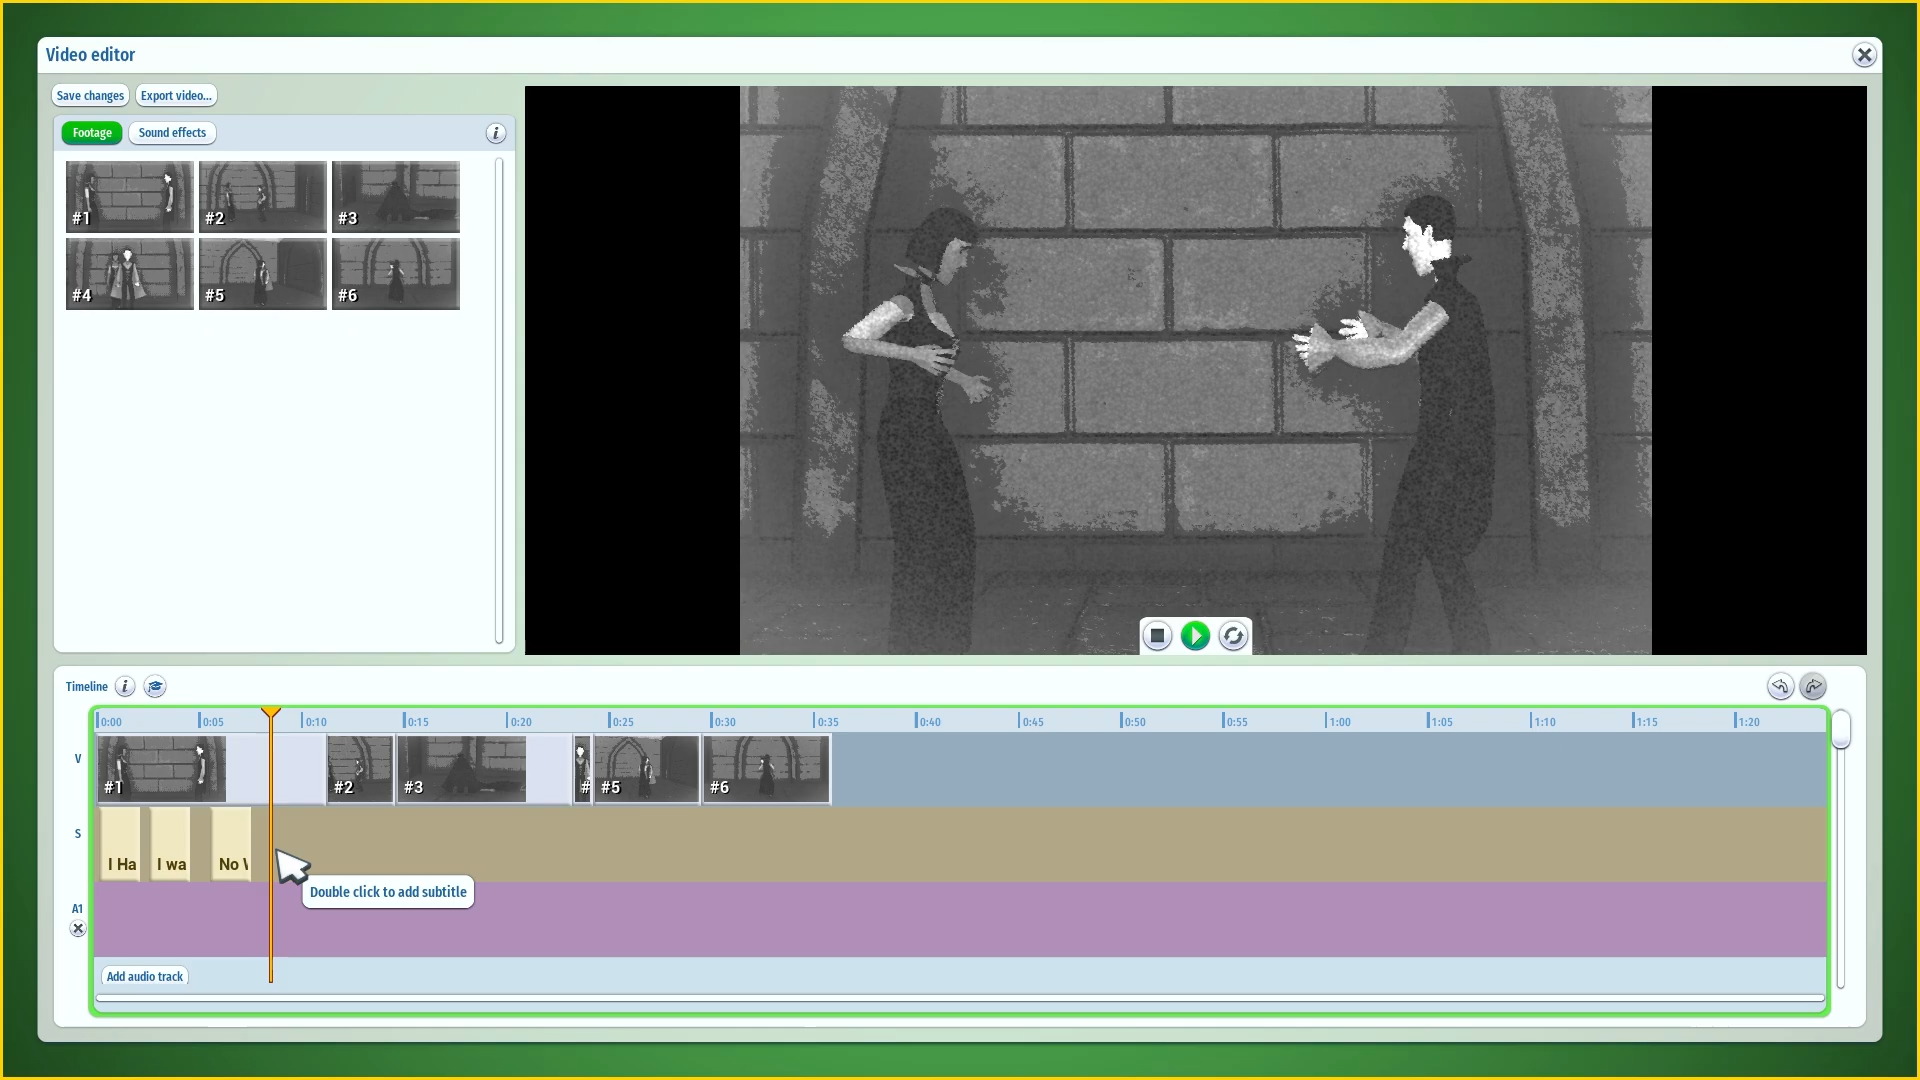 Video editor
Save changes
Export video...
Footage
Sound effects
i
#1
#2
#3
#4
#5
#6
Timeline
i
0:00
0:05
0:10
0:15
0:20
0:25
0:30
0:35
0:40
0:45
0:50
0:55
1:00
1:05
1:10
1:15
1:20
V
#1
#2
#3
#
#5
#6
S
I Ha
I wa
No
Double click to add subtitle
A1
Add audio track